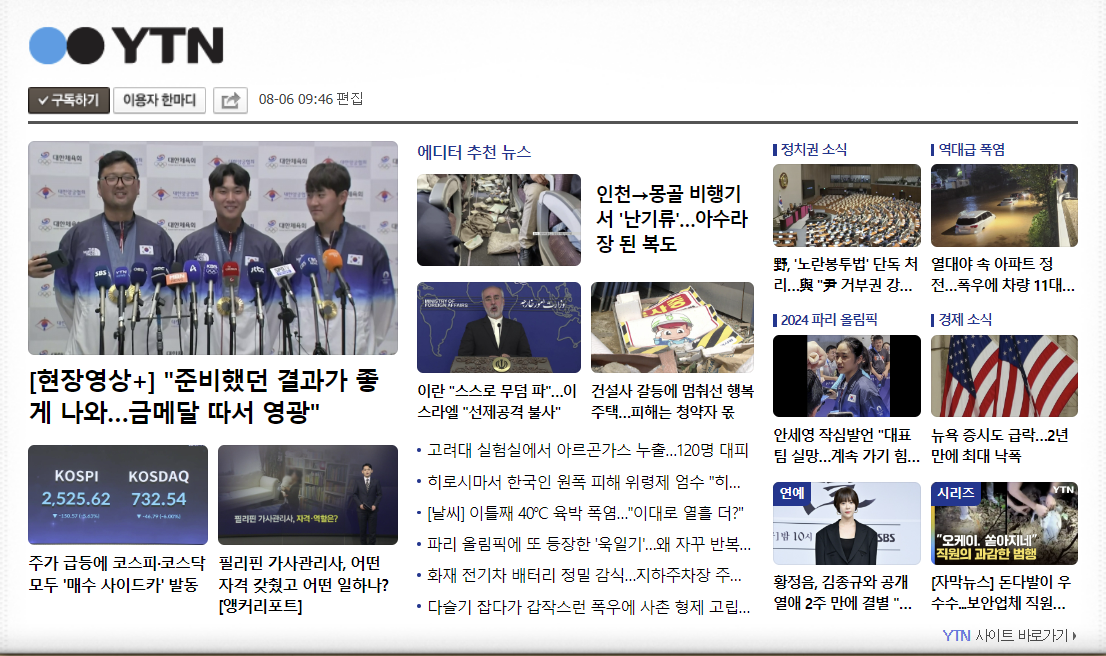 YTN
구독하기
이용자 한마디
08-06 09:46 편집
대한체육회
SBS
YTN
KBS
MBC
[현장영상+] "준비했던 결과가 좋
게 나와…금메달 따서 영광"
KOSPI
KOSDAQ
2,525.62
732.54
주가 급등에 코스피·코스닥
모두 '매수 사이드카' 발동
필리핀 가사관리사, 자격·역할은?
필리핀 가사관리사, 어떤
자격 갖췄고 어떤 일하나?
[앵커리포트]
에디터 추천 뉴스
인천→몽골 비행기
서 '난기류'…아수라
장 된 복도
MINISTRY OF
FOREIGN AFFAIRS
وزارت امور خارجه
이란 "스스로 무덤 파"…이
스라엘 "선제공격 불사"
건설사 갈등에 멈춰선 행복
주택…피해는 청약자 몫
고려대 실험실에서 아르곤가스 누출…120명 대피
히로시마서 한국인 원폭 피해 위령제 엄수 "히…
[날씨] 이틀째 40℃ 육박 폭염…"이대로 열흘 더?"
파리 올림픽에 또 등장한 '욱일기'…왜 자꾸 반복…
화재 전기차 배터리 정밀 감식…지하주차장 주…
다슬기 잡다가 갑작스런 폭우에 사촌 형제 고립…
정치권 소식
野, '노란봉투법' 단독 처
리…與 "尹 거부권 강…
역대급 폭염
열대야 속 아파트 정
전…폭우에 차량 11대…
2024 파리 올림픽
안세영 작심발언 "대표
팀 실망…계속 가기 힘…
경제 소식
뉴욕 증시도 급락…2년
만에 최대 낙폭
연예
밤 10시
SBS
황정음, 김종규와 공개
열애 2주 만에 결별 "…
시리즈
YTN
"오케이, 쏟아지네"
직원의 과감한 범행
[자막뉴스] 돈다발이 우
수수…보안업체 직원…
YTN 사이트 바로가기